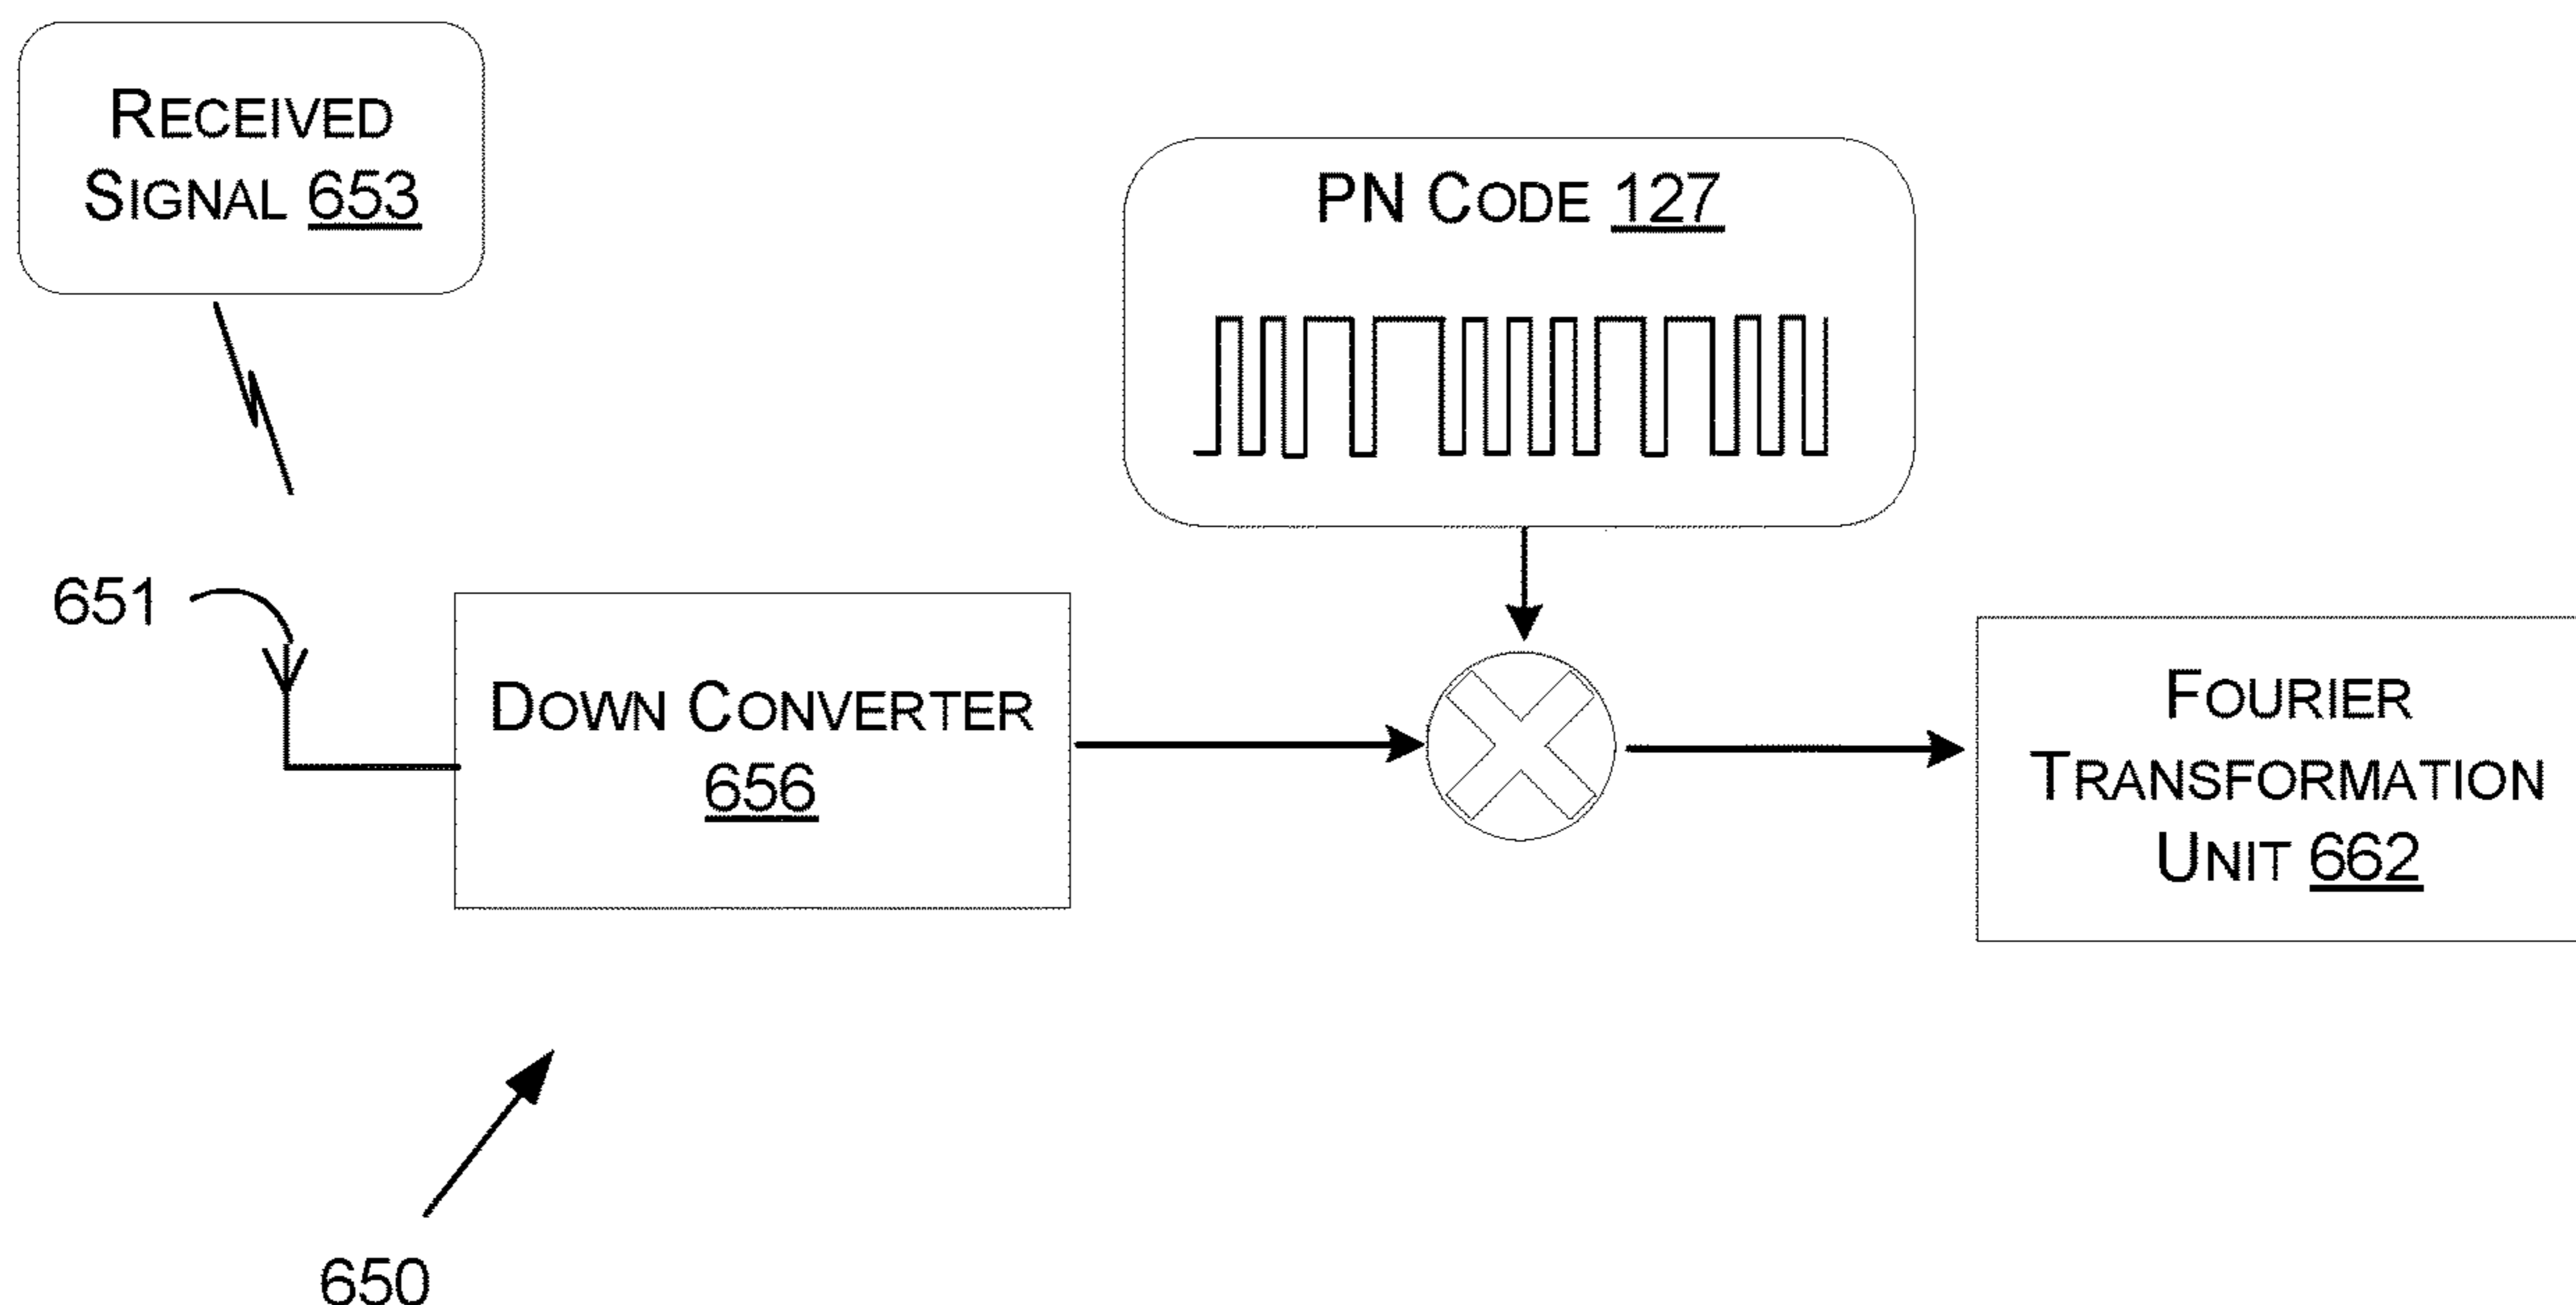 RECEIVED
SIGNAL 653
PN CODE 127
651
DOWN CONVERTER
656
FOURIER
TRANSFORMATION
UNIT 662
650